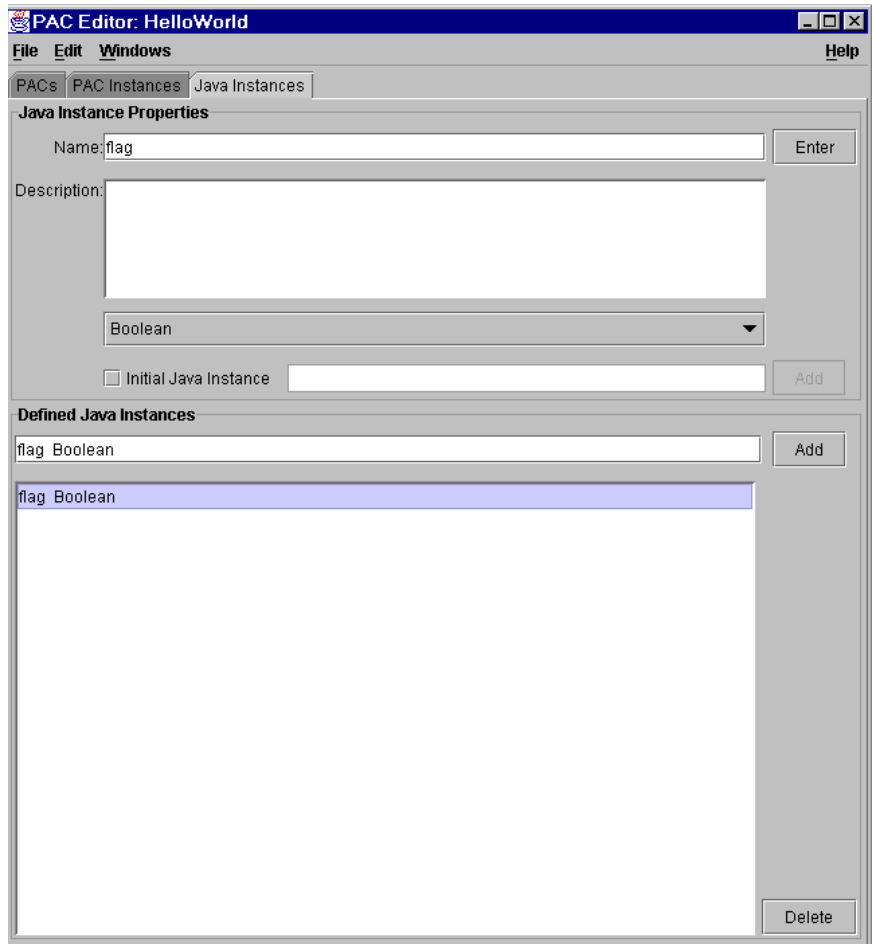 PAC Editor: HelloWorld
File Edit Windows Help
PACs PAC Instances Java Instances
Java Instance Properties
Name: flag Enter
Description:
Boolean
Initial Java Instance Add
Defined Java Instances
flag Boolean Add
flag Boolean
Delete